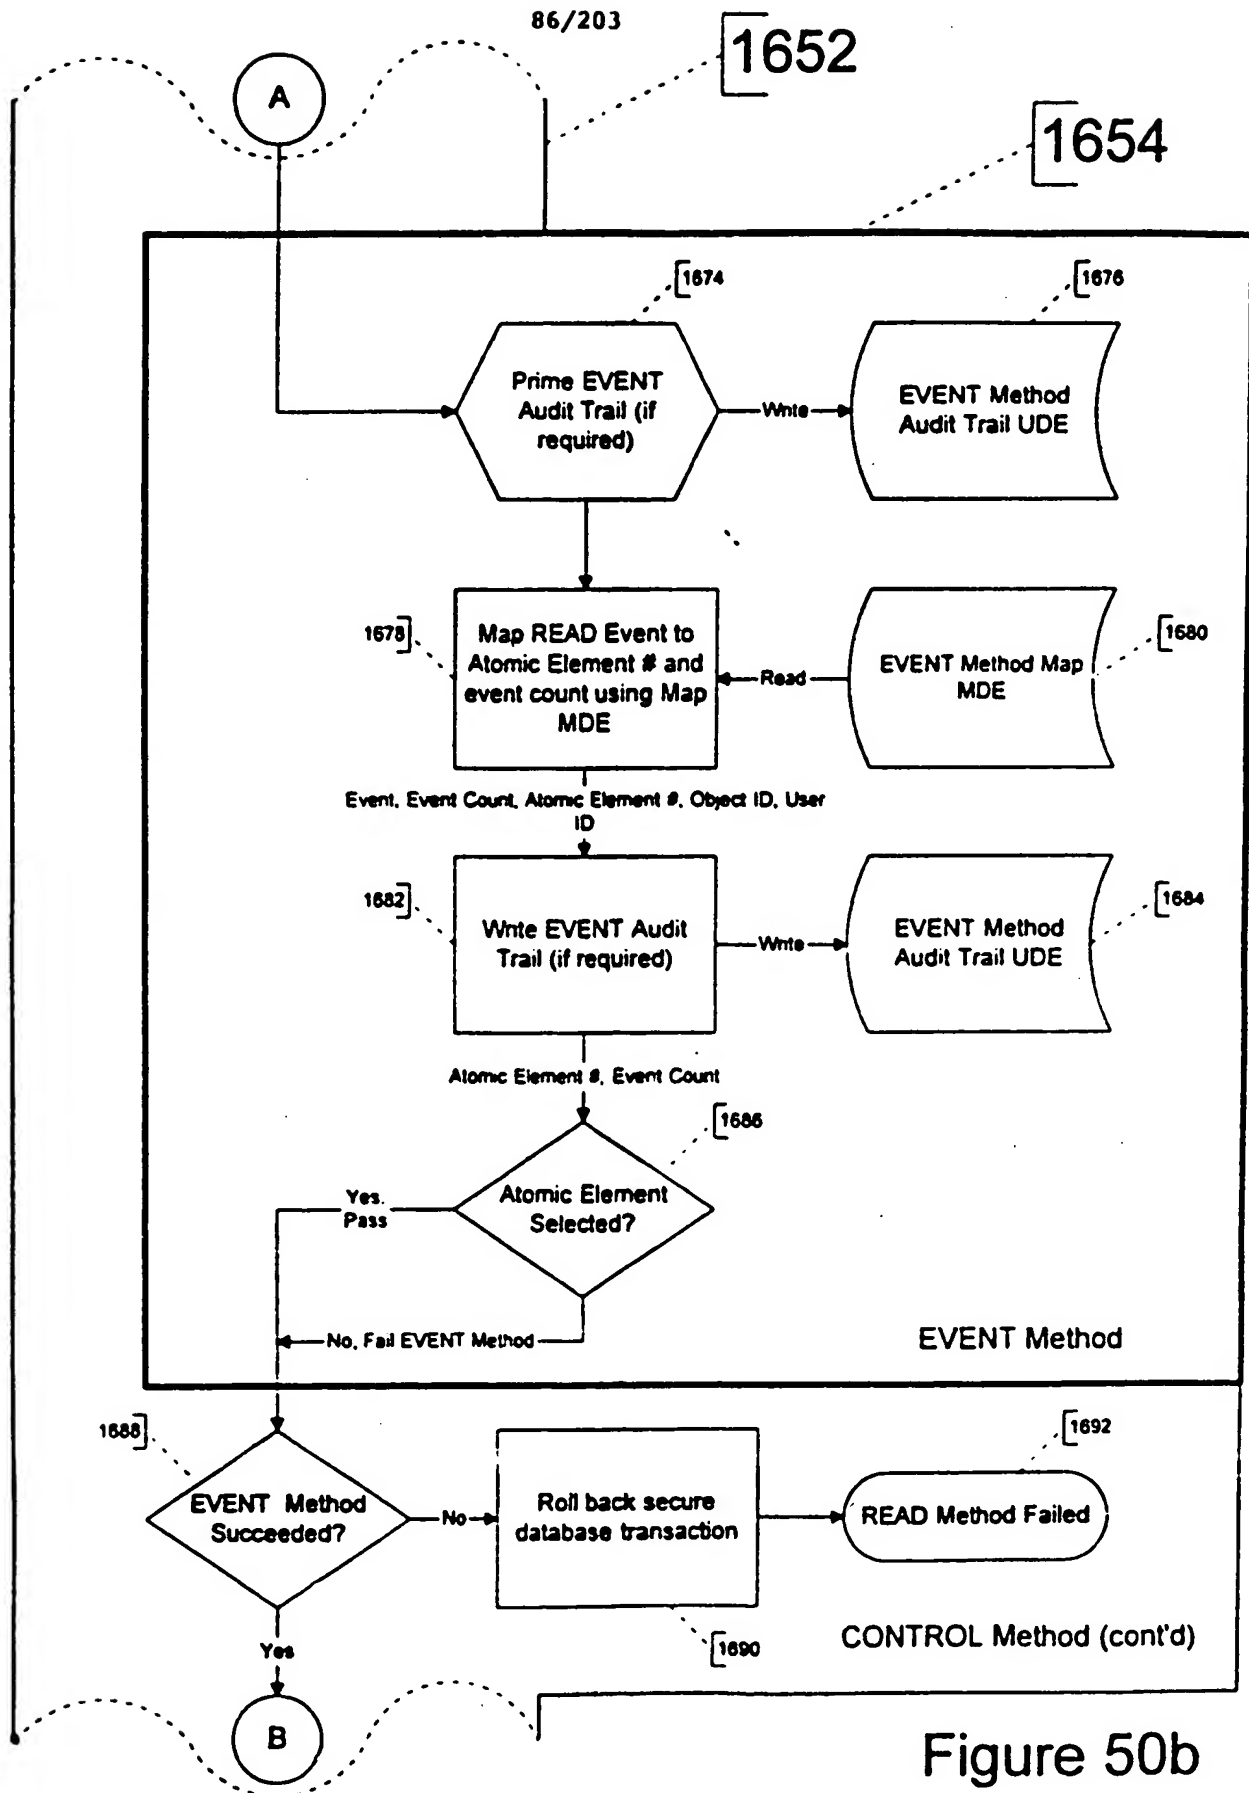 86/203
1652
A
1654
1674
1676
Prime EVENT
Audit Trail (if
required)
Write
EVENT Method
Audit Trail UDE
1678
Map READ Event to
Atomic Element # and
event count using Map
MDE
Read
EVENT Method Map
MDE
1680
Event, Event Count, Atomic Element #, Object ID, User
ID
1682
Write EVENT Audit
Trail (if required)
Write
EVENT Method
Audit Trail UDE
1684
Atomic Element #, Event Count
1686
Yes.
Pass
Atomic Element
Selected?
No, Fail EVENT Method
EVENT Method
1688
EVENT Method
Succeeded?
No
Roll back secure
database transaction
1692
READ Method Failed
Yes
1690
CONTROL Method (cont'd)
B
Figure 50b